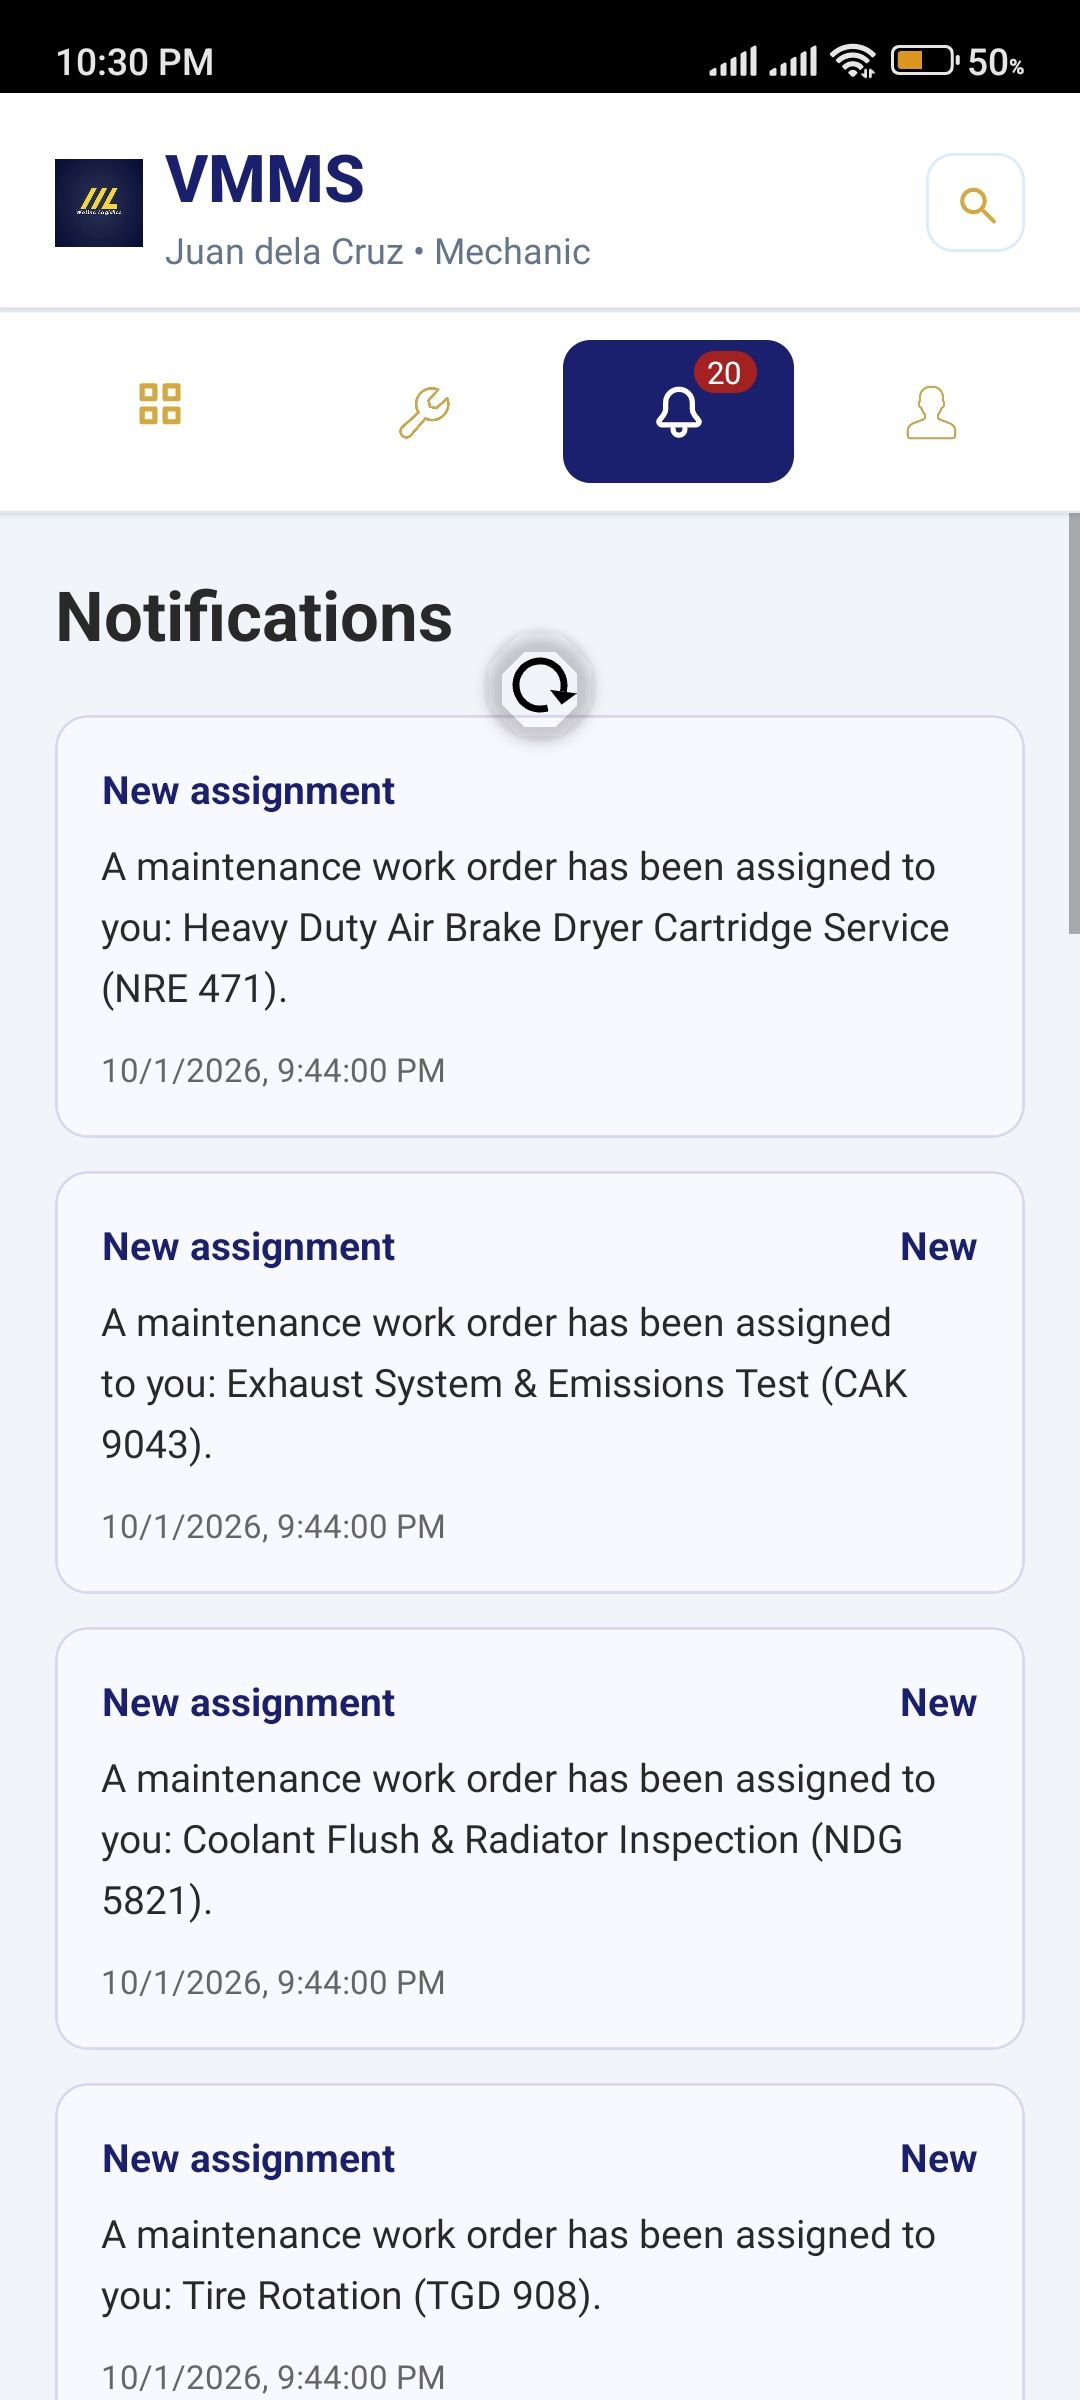 10:30 PM
50%
VMMS
Juan dela Cruz • Mechanic
20
Notifications
New assignment
A maintenance work order has been assigned to
you: Heavy Duty Air Brake Dryer Cartridge Service
(NRE 471).
10/1/2026, 9:44:00 PM
New assignment New
A maintenance work order has been assigned
to you: Exhaust System & Emissions Test (CAK
9043).
10/1/2026, 9:44:00 PM
New assignment New
A maintenance work order has been assigned to
you: Coolant Flush & Radiator Inspection (NDG
5821).
10/1/2026, 9:44:00 PM
New assignment New
A maintenance work order has been assigned to
you: Tire Rotation (TGD 908).
10/1/2026, 9:44:00 PM